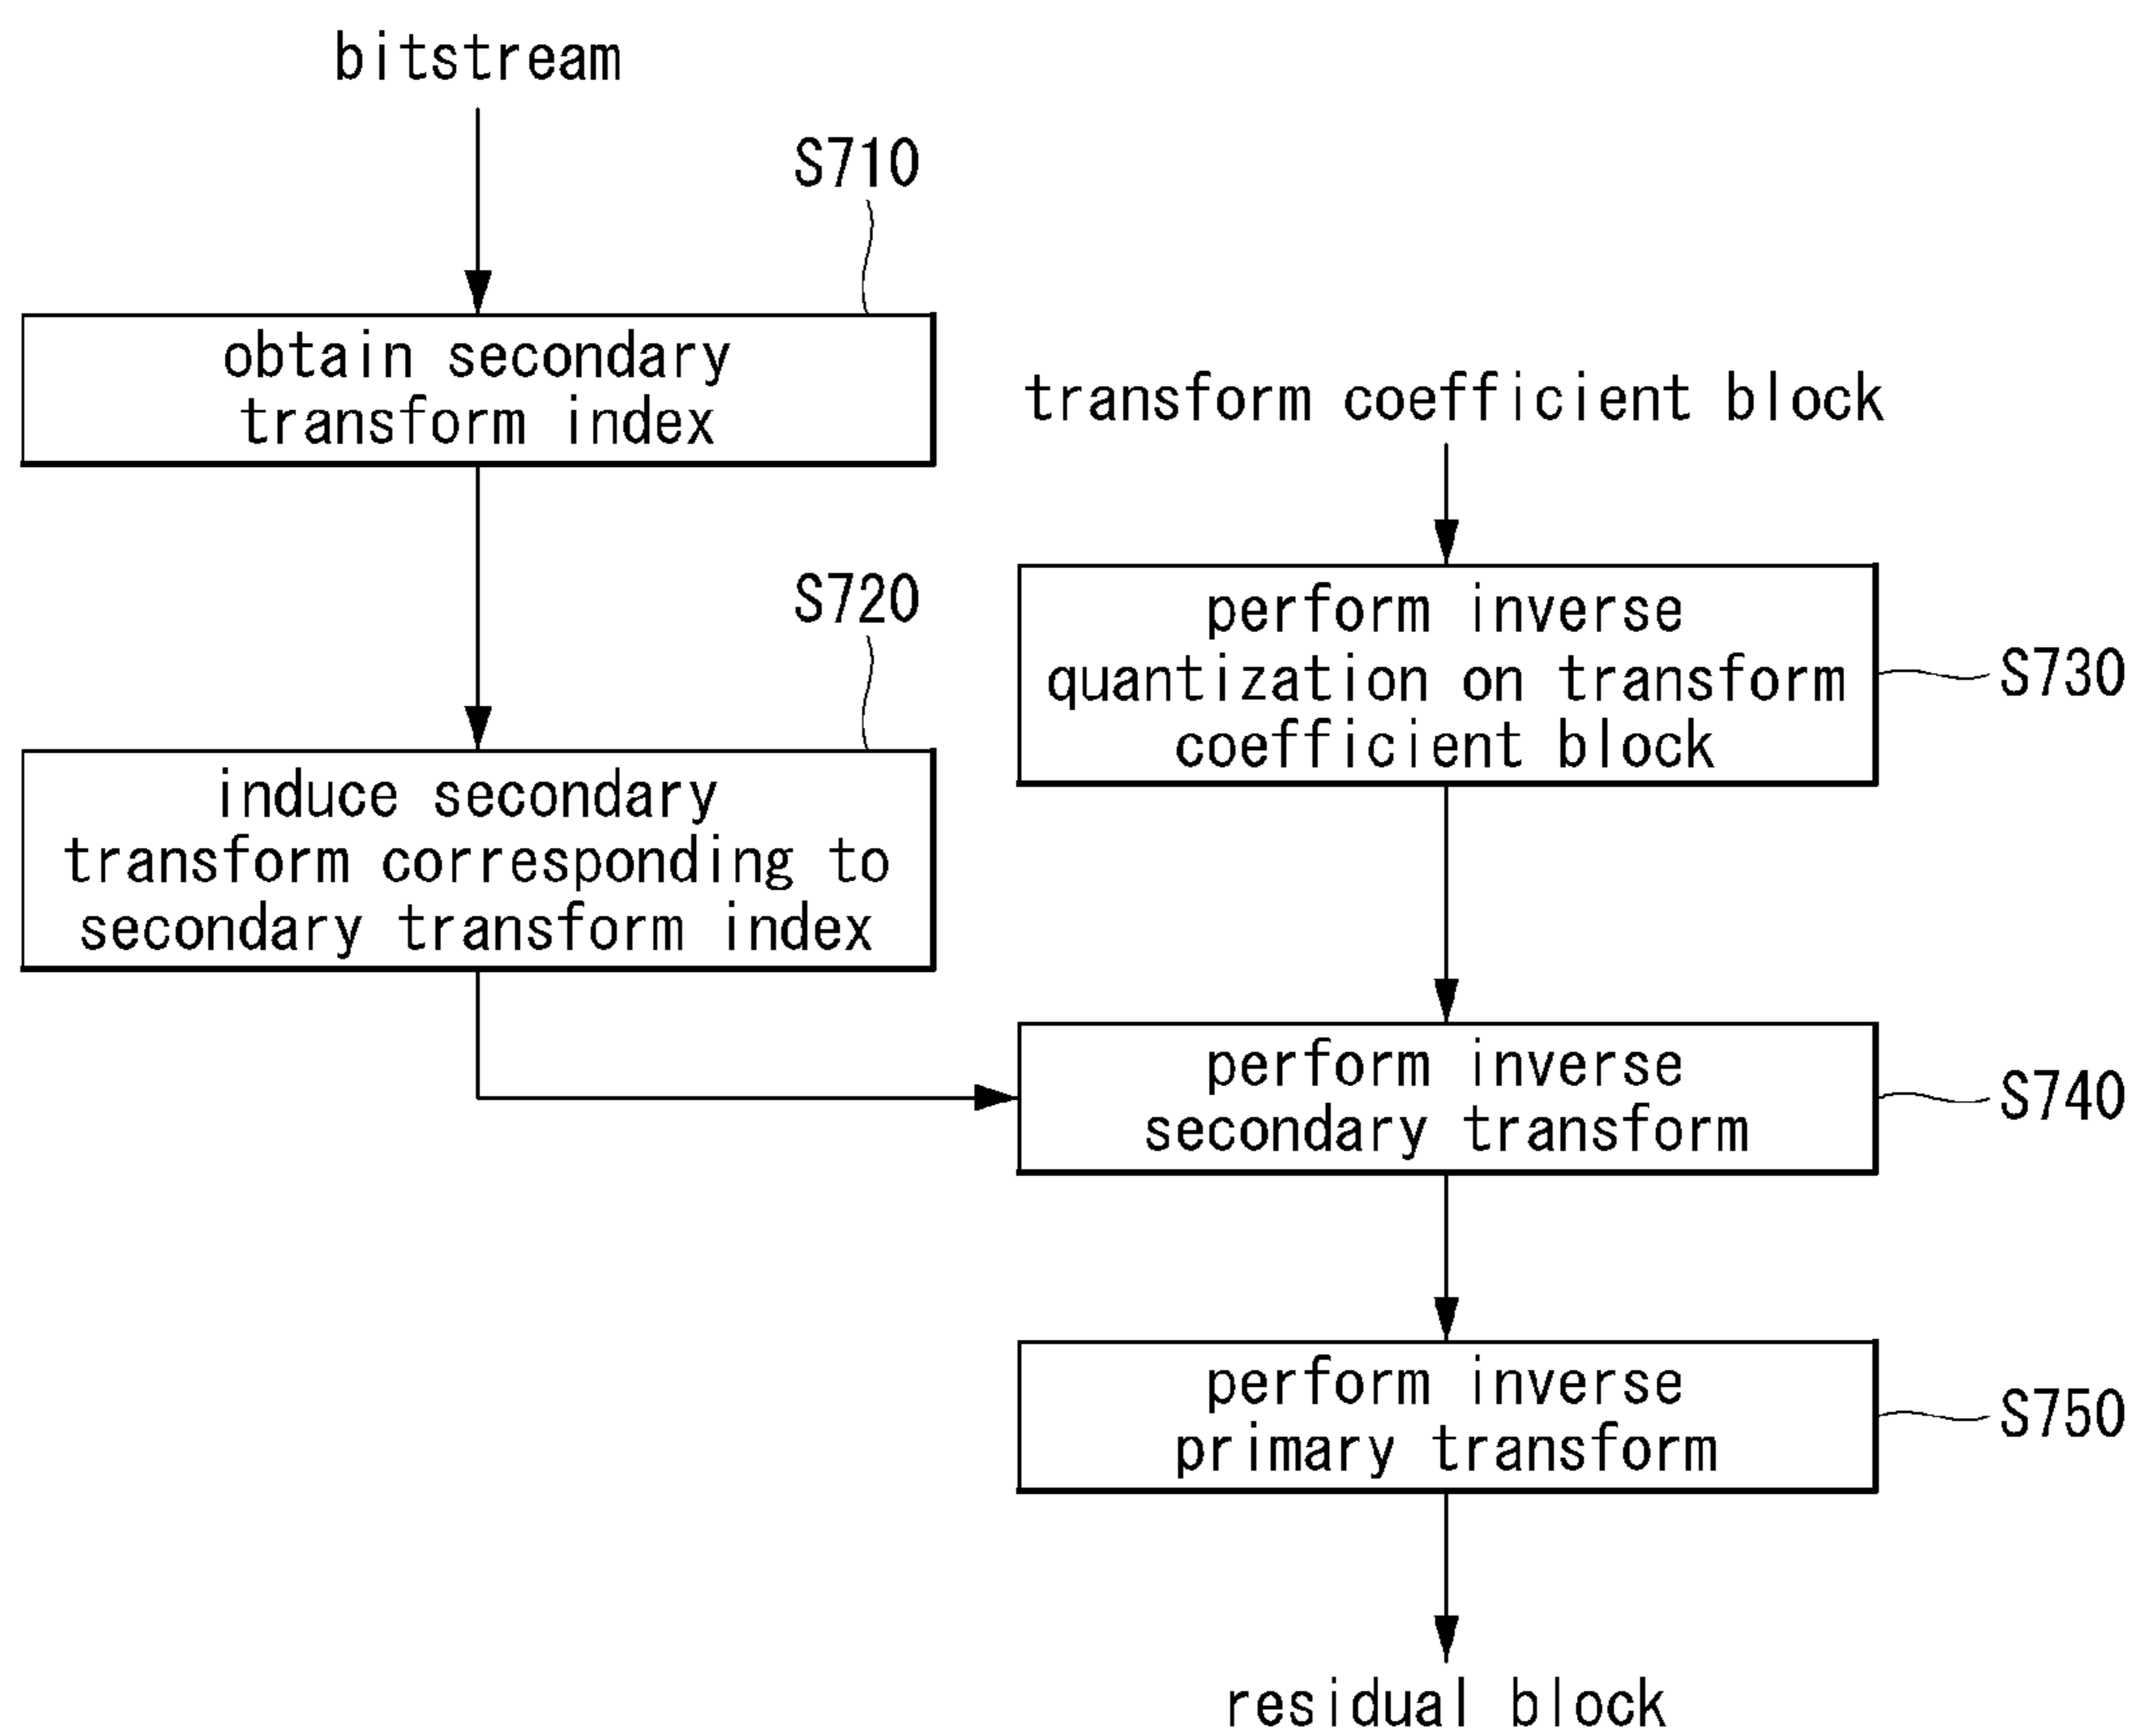 bitstream
S710
obtain secondary
transform index
S720
induce secondary
transform corresponding to
secondary transform index
transform coefficient block
perform inverse
quantization on transform
coefficient block
S730
perform inverse
secondary transform
S740
perform inverse
primary transform
S750
residual block